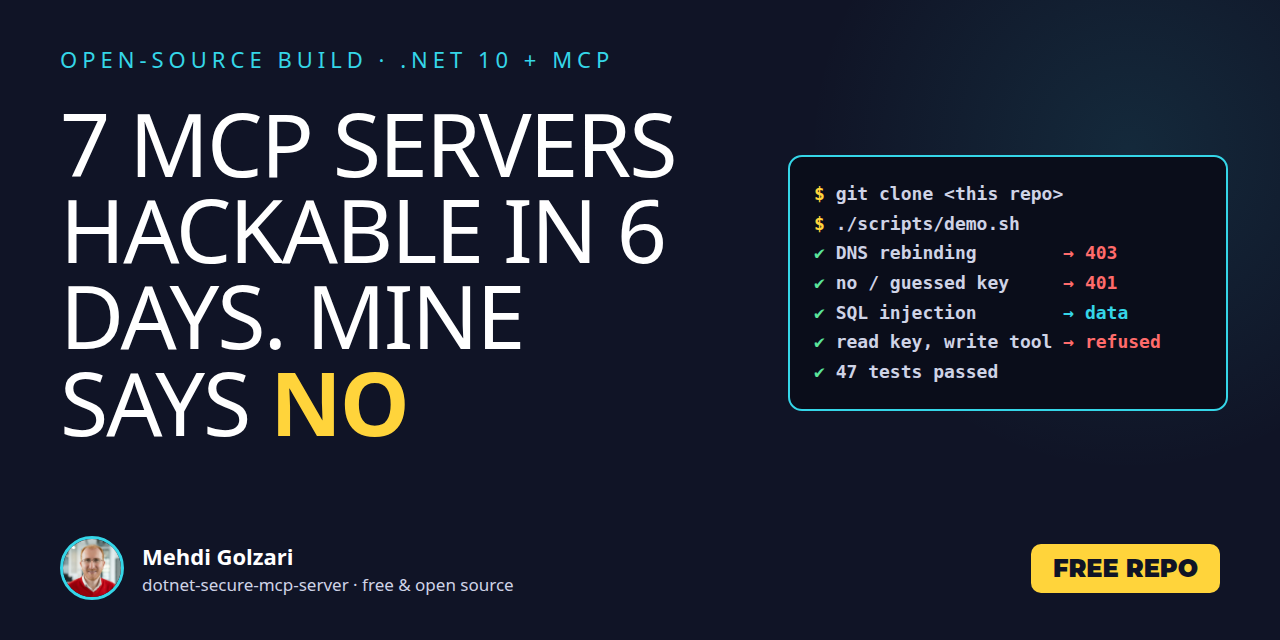 OPEN-SOURCE BUILD · .NET 10 + MCP
7 MCP SERVERS
HACKABLE IN 6
DAYS. MINE
SAYS NO
$ git clone <this repo>
$ ./scripts/demo.sh
✔ DNS rebinding → 403
✔ no / guessed key → 401
✔ SQL injection → data
✔ read key, write tool → refused
✔ 47 tests passed
Mehdi Golzari
dotnet-secure-mcp-server · free & open source
FREE REPO